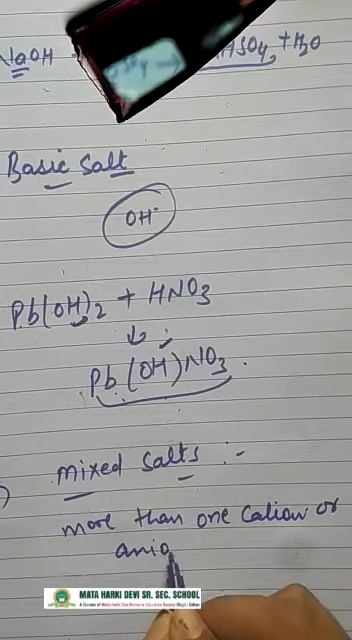 NaOH HSO4 + H2O
Basic Salt
OH-
Pb(OH)2 + HNO3
↓
Pb(OH)NO3.
Mixed Salts :-
more than one Cation or
anio
MATA HARKI DEVI SR. SEC. SCHOOL